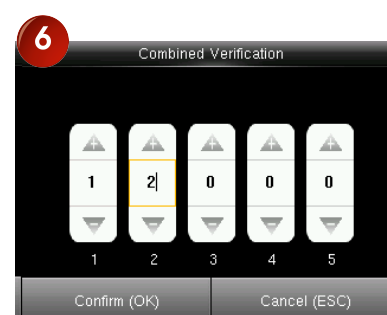 6
Combined Verification
1 2 0 0 0
1 2 3 4 5
Confirm (OK) Cancel (ESC)